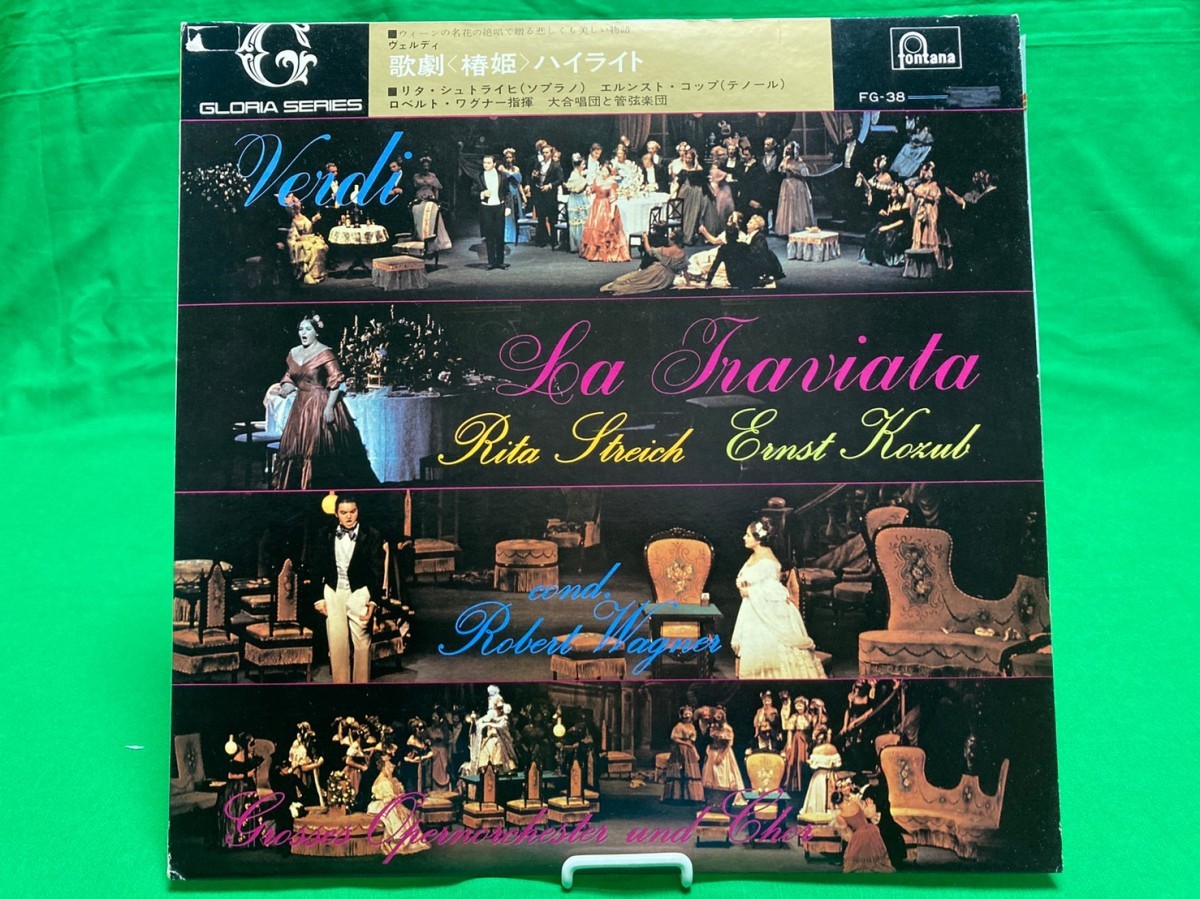 G
GLORIA SERIES
■ウィーンの名花の絶唱で贈る悲しくも美しい物語
ヴェルディ
歌劇〈椿姫〉ハイライト
■リタ・シュトライヒ(ソプラノ) エルンスト・コップ(テノール)
ロベルト・ワグナー指揮 大合唱団と管弦楽団
fontana
FG-38
Verdi
La Traviata
Rita Streich Ernst Kozub
cond.
Robert Wagner
Grosses Opernorchester und Chor